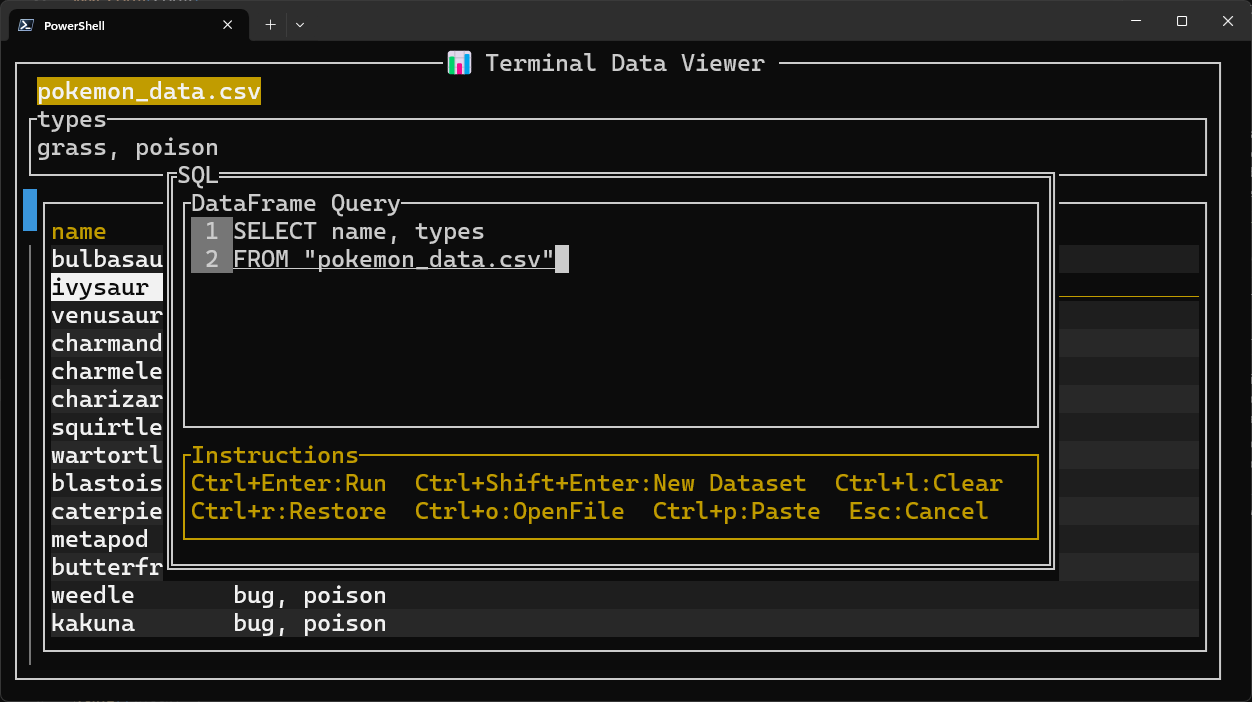 PowerShell
Terminal Data Viewer
pokemon_data.csv
types
grass, poison
SQL
DataFrame Query
name
1 SELECT name, types
bulbasau
2 FROM "pokemon_data.csv"
ivysaur
venusaur
charmand
charmele
charizar
squirtle
wartortl
Instructions
blastois
Ctrl+Enter:Run Ctrl+Shift+Enter:New Dataset Ctrl+l:Clear
caterpie
Ctrl+r:Restore Ctrl+o:OpenFile Ctrl+p:Paste Esc:Cancel
metapod
butterfr
weedle bug, poison
kakuna bug, poison